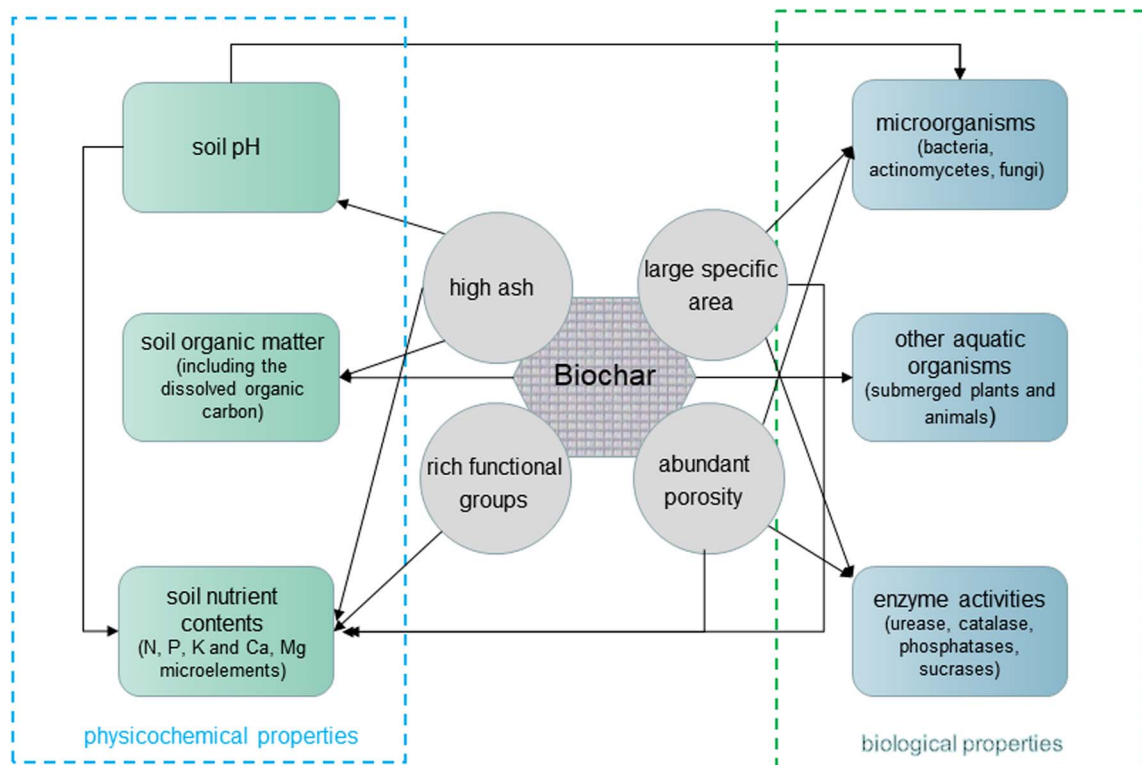 soil pH
soil organic matter
(including the
dissolved organic
carbon)
soil nutrient
contents
(N, P, K and Ca, Mg
microelements)
physicochemical properties
high ash
large specific
area
Biochar
rich functional
groups
abundant
porosity
microorganisms
(bacteria,
actinomycetes, fungi)
other aquatic
organisms
(submerged plants and
animals)
enzyme activities
(urease, catalase,
phosphatases,
sucrases)
biological properties